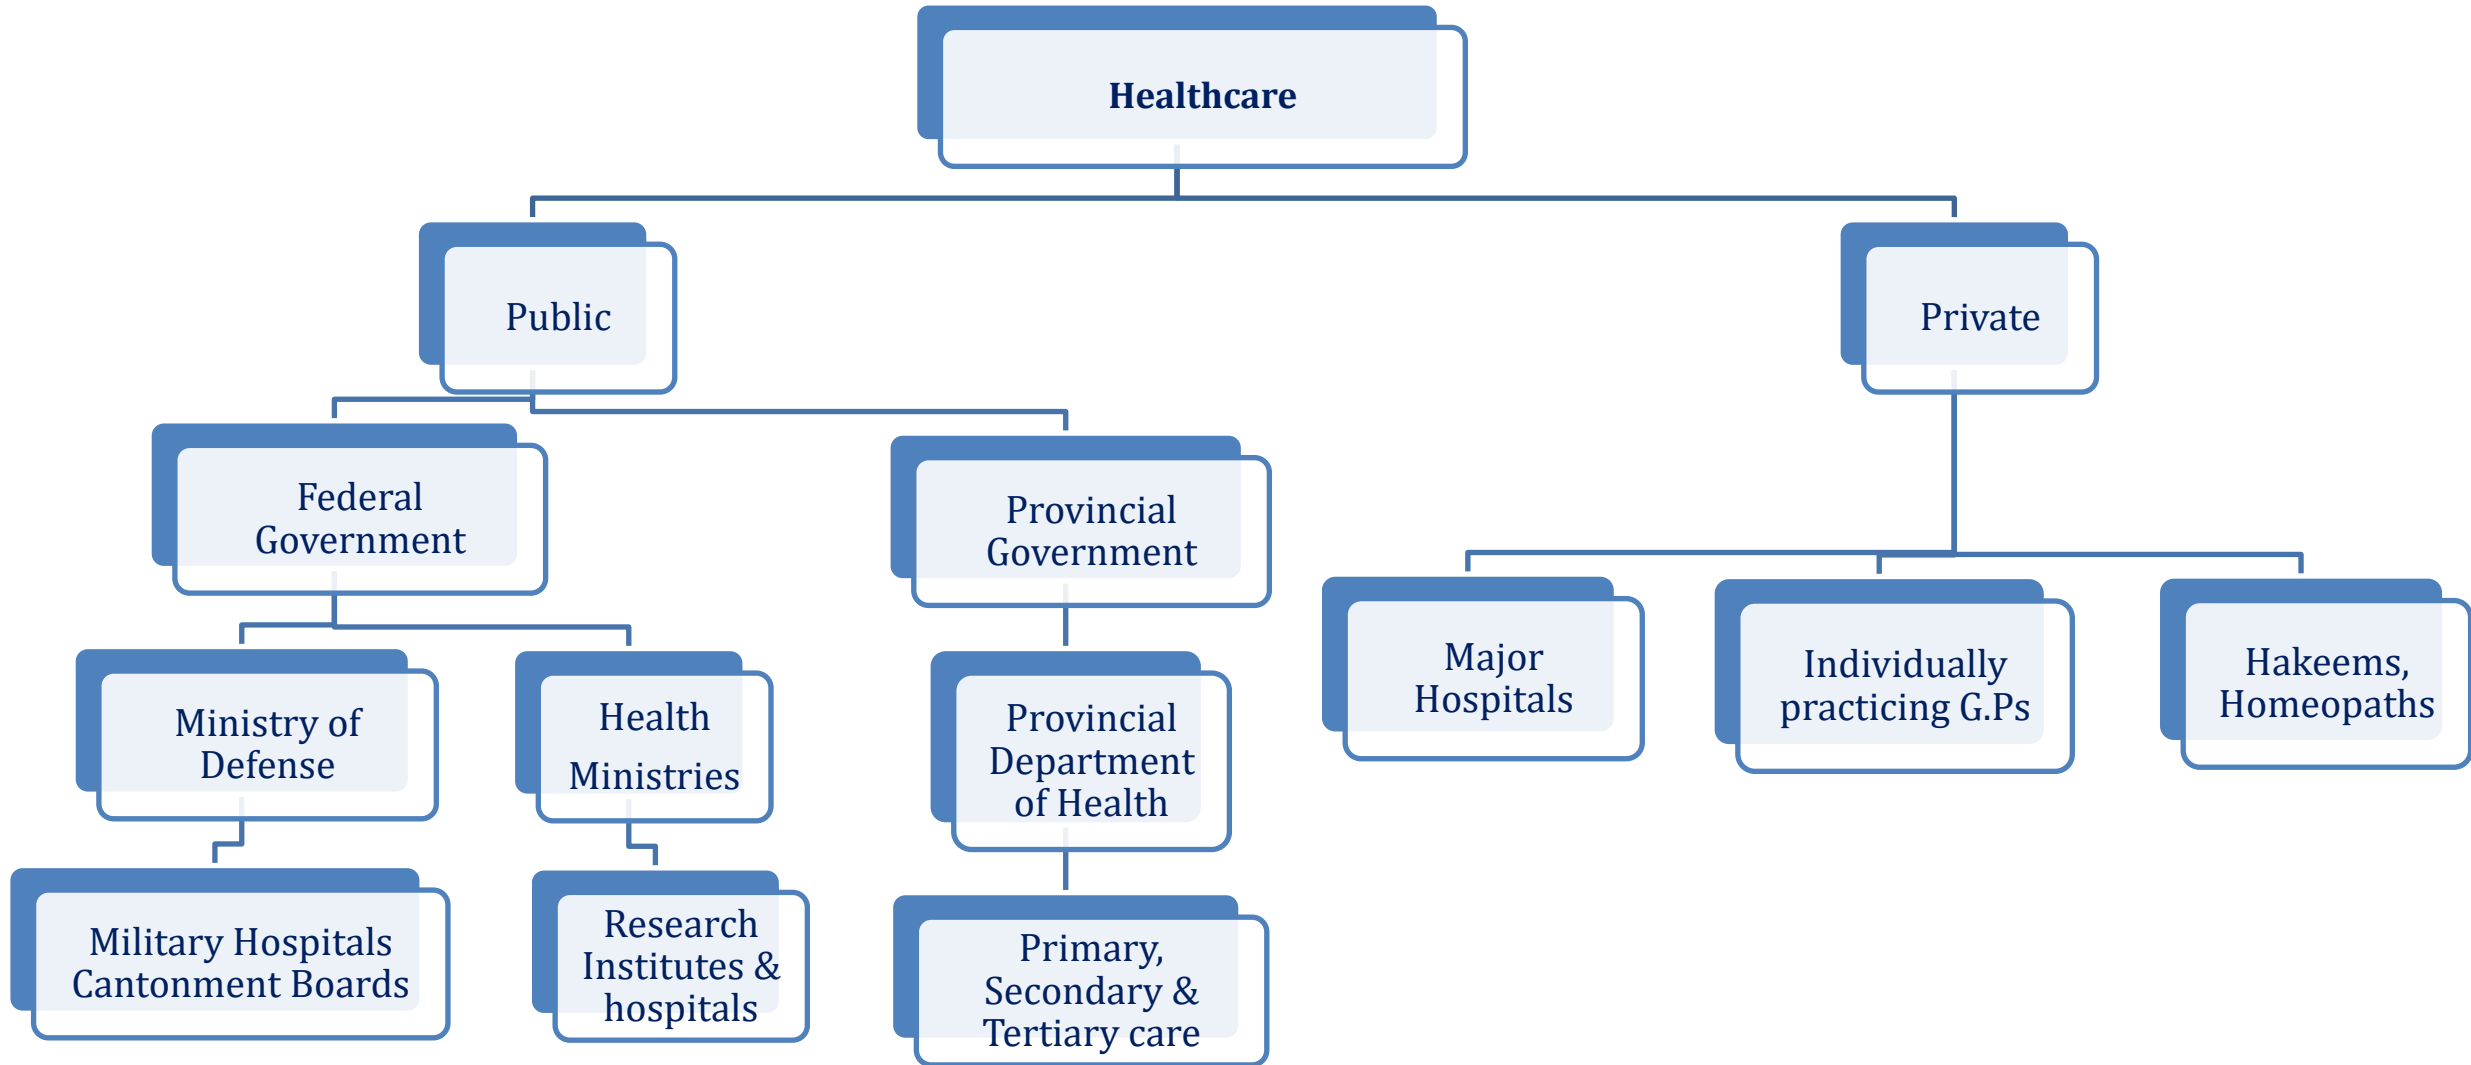 Healthcare
Public
Private
Federal
Government
Provincial
Government
Major
Hospitals
Individually
practicing G.Ps
Hakeems,
Homeopaths
Ministry of
Defense
Health
Ministries
Provincial
Department
of Health
Military Hospitals
Cantonment Boards
Research
Institutes &
hospitals
Primary,
Secondary &
Tertiary care